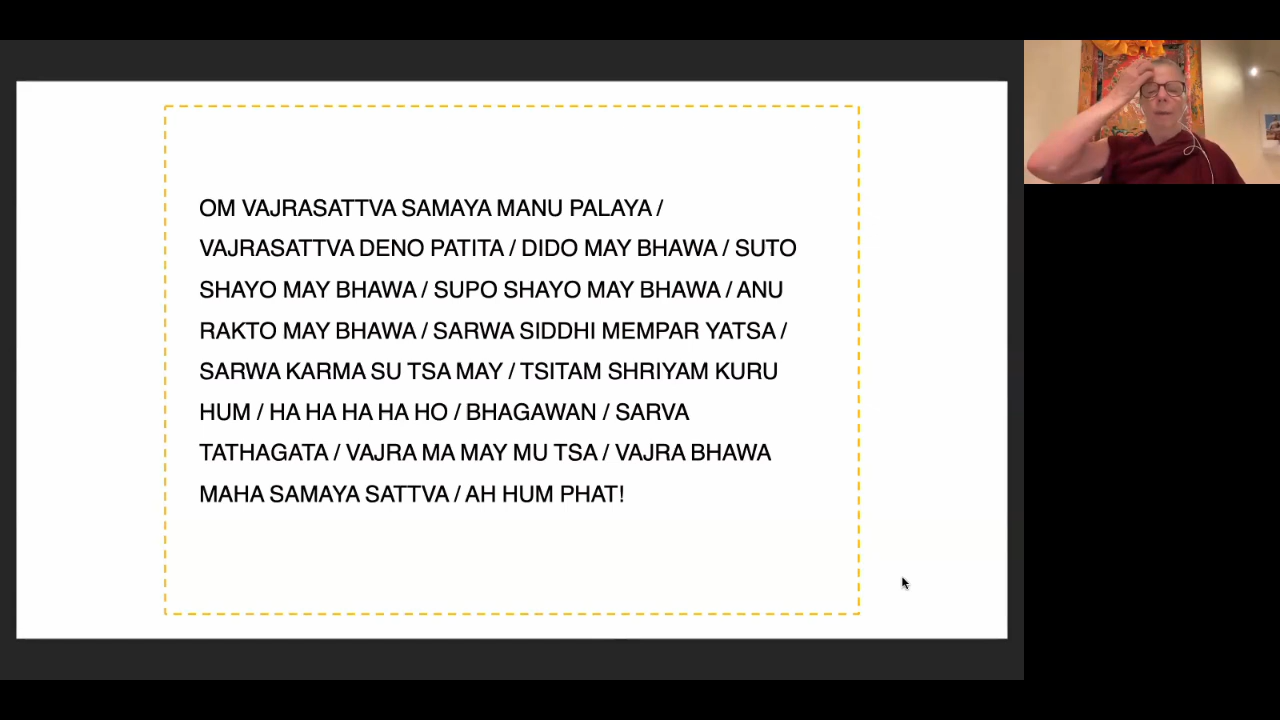 OM VAJRASATTVA SAMAYA MANU PALAYA /
VAJRASATTVA DENO PATITA / DIDO MAY BHAWA / SUTO
SHAYO MAY BHAWA / SUPO SHAYO MAY BHAWA / ANU
RAKTO MAY BHAWA / SARWA SIDDHI MEMPAR YATSA /
SARWA KARMA SU TSA MAY / TSITAM SHRIYAM KURU
HUM / HA HA HA HA HO / BHAGAWAN / SARVA
TATHAGATA / VAJRA MA MAY MU TSA / VAJRA BHAWA
MAHA SAMAYA SATTVA / AH HUM PHAT!